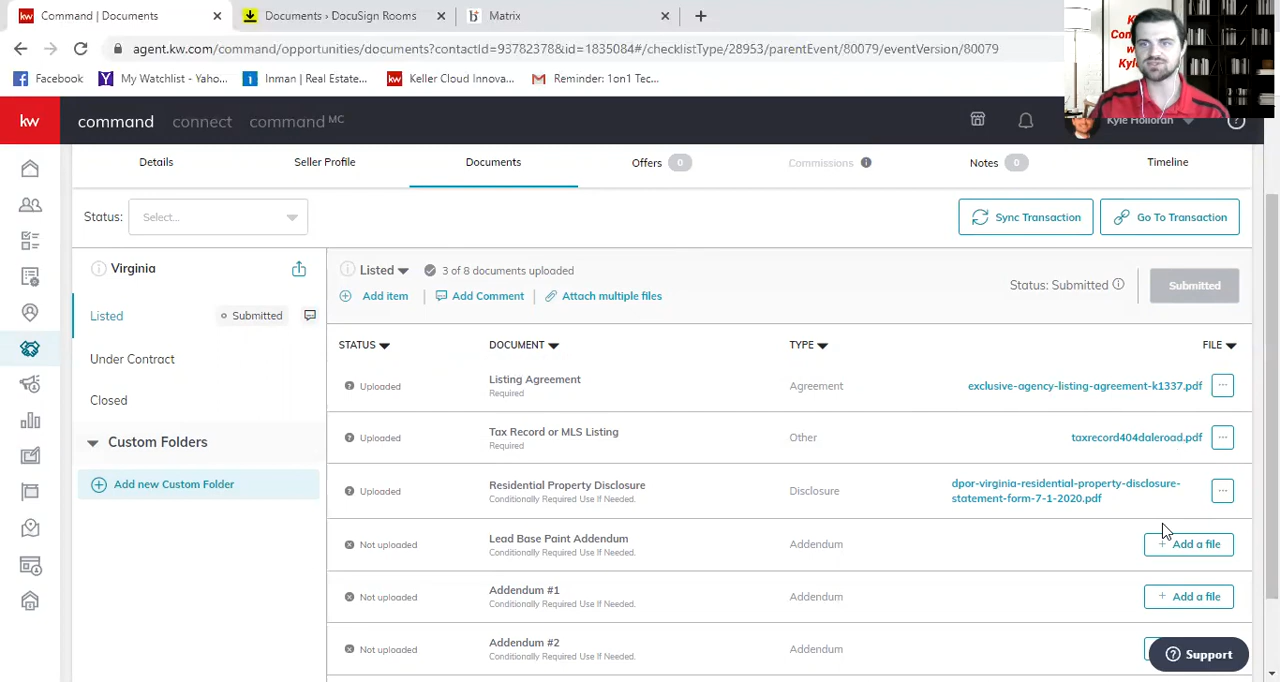 Command | Documents
Documents › DocuSign Rooms
Matrix
agent.kw.com/command/opportunities/documents?contactId=93782378&id=1835084#/checklistType/28953/parentEvent/80079/eventVersion/80079
Facebook
My Watchlist - Yaho...
Inman | Real Estate...
Keller Cloud Innova...
Reminder: 1on1 Tec...
kw
command
connect
command MC
Kyle Holloran
Details
Seller Profile
Documents
Offers 0
Commissions
Notes 0
Timeline
Status:
Select...
Sync Transaction
Go To Transaction
Virginia
Listed
Submitted
Under Contract
Closed
Custom Folders
Add new Custom Folder
Listed
3 of 8 documents uploaded
Add item
Add Comment
Attach multiple files
Status: Submitted
Submitted
STATUS
DOCUMENT
TYPE
FILE
Uploaded
Listing Agreement
Required
Agreement
exclusive-agency-listing-agreement-k1337.pdf
Uploaded
Tax Record or MLS Listing
Required
Other
taxrecord404daleroad.pdf
Uploaded
Residential Property Disclosure
Conditionally Required Use If Needed.
Disclosure
dpor-virginia-residential-property-disclosure-
statement-form-7-1-2020.pdf
Not uploaded
Lead Base Paint Addendum
Conditionally Required Use If Needed.
Addendum
+ Add a file
Not uploaded
Addendum #1
Conditionally Required Use If Needed.
Addendum
+ Add a file
Not uploaded
Addendum #2
Conditionally Required Use If Needed.
Addendum
Support